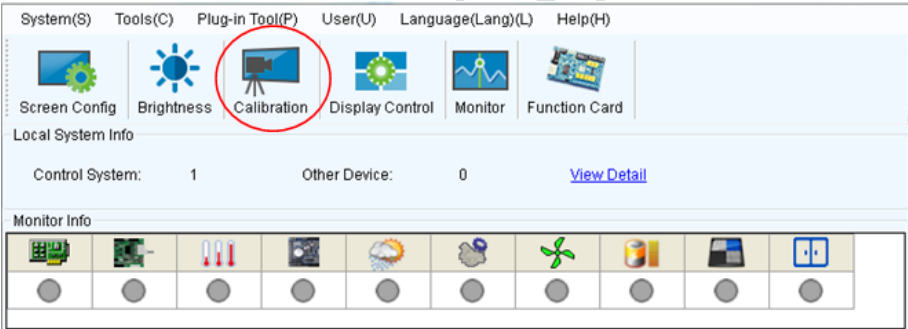 System(S) Tools(C) Plug-in Tool(P) User(U) Language(Lang)(L) Help(H)
Screen Config Brightness Calibration Display Control Monitor Function Card
Local System Info
Control System: 1 Other Device: 0 View Detail
Monitor Info